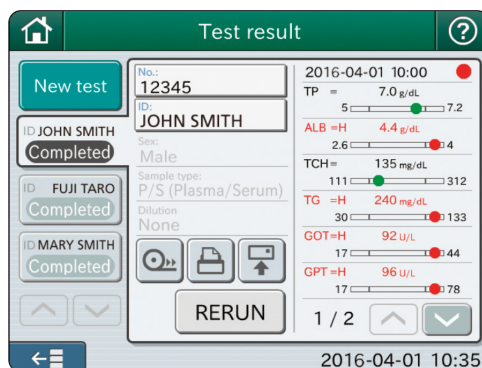 Test result
?
New test
ID JOHN SMITH
Completed
ID FUJI TARO
Completed
ID MARY SMITH
Completed
No.:
12345
ID:
JOHN SMITH
Sex:
Male
Sample type:
P/S (Plasma/Serum)
Dilution
None
RERUN
2016-04-01 10:00
TP = 7.0 g/dL
5 7.2
ALB =H 4.4 g/dL
2.6 4
TCH= 135 mg/dL
111 312
TG =H 240 mg/dL
30 133
GOT=H 92 U/L
17 44
GPT =H 96 U/L
17 78
1 / 2
2016-04-01 10:35